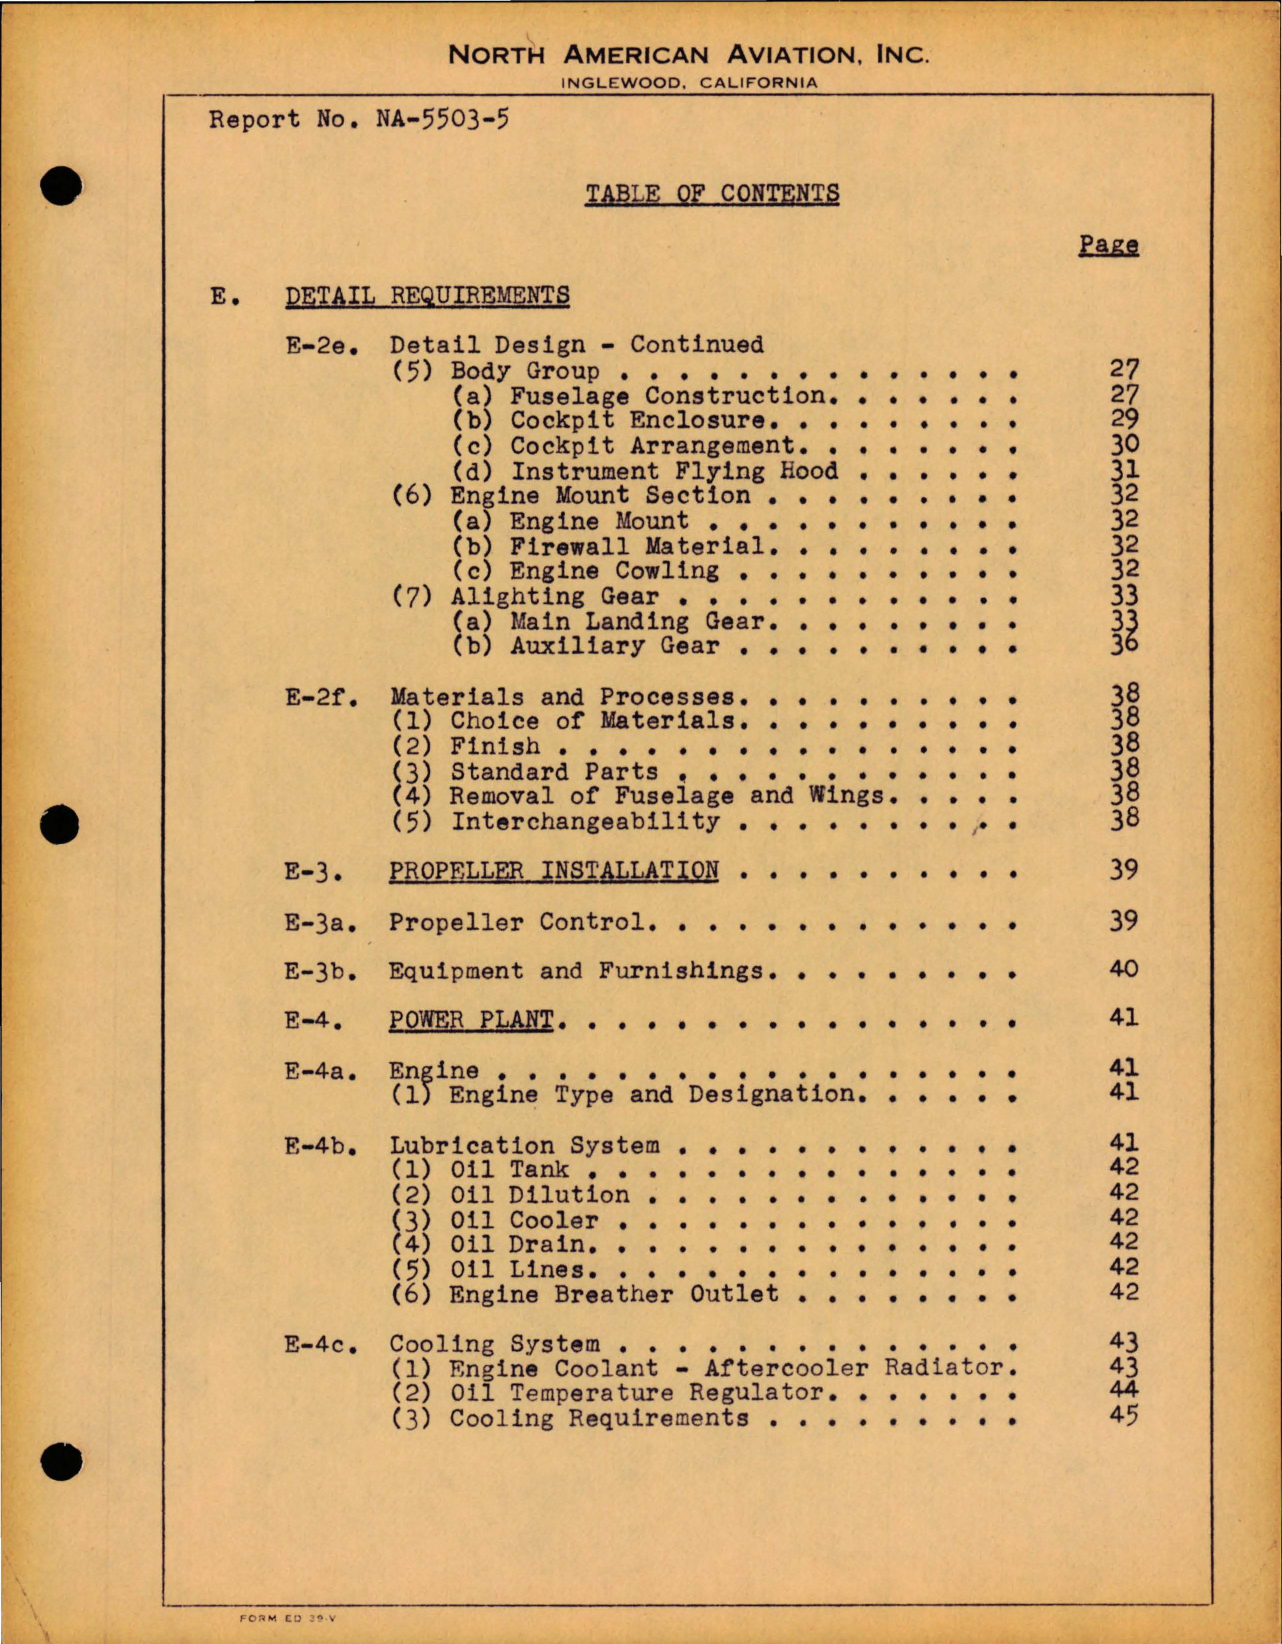 NORTH AMERICAN AVIATION, INC.
INGLEWOOD, CALIFORNIA
Report No. NA-5503-5
TABLE OF CONTENTS
Page
E. DETAIL REQUIREMENTS
E-2e. Detail Design - Continued
(5) Body Group . . . . . . . . . . . . . . 27
(a) Fuselage Construction. . . . . . . 27
(b) Cockpit Enclosure. . . . . . . . . 29
(c) Cockpit Arrangement. . . . . . . . 30
(d) Instrument Flying Hood . . . . . . 31
(6) Engine Mount Section . . . . . . . . . 32
(a) Engine Mount . . . . . . . . . . . 32
(b) Firewall Material. . . . . . . . . 32
(c) Engine Cowling . . . . . . . . . . 32
(7) Alighting Gear . . . . . . . . . . . . 33
(a) Main Landing Gear. . . . . . . . . 33
(b) Auxiliary Gear . . . . . . . . . . 36
E-2f. Materials and Processes. . . . . . . . . . 38
(1) Choice of Materials. . . . . . . . . . 38
(2) Finish . . . . . . . . . . . . . . . . 38
(3) Standard Parts . . . . . . . . . . . . 38
(4) Removal of Fuselage and Wings. . . . . 38
(5) Interchangeability . . . . . . . . . . 38
E-3. PROPELLER INSTALLATION . . . . . . . . . . 39
E-3a. Propeller Control. . . . . . . . . . . . . 39
E-3b. Equipment and Furnishings. . . . . . . . . 40
E-4. POWER PLANT. . . . . . . . . . . . . . . . 41
E-4a. Engine . . . . . . . . . . . . . . . . . . 41
(1) Engine Type and Designation. . . . . . 41
E-4b. Lubrication System . . . . . . . . . . . . 41
(1) Oil Tank . . . . . . . . . . . . . . . 42
(2) Oil Dilution . . . . . . . . . . . . . 42
(3) Oil Cooler . . . . . . . . . . . . . . 42
(4) Oil Drain. . . . . . . . . . . . . . . 42
(5) Oil Lines. . . . . . . . . . . . . . . 42
(6) Engine Breather Outlet . . . . . . . . 42
E-4c. Cooling System . . . . . . . . . . . . . . 43
(1) Engine Coolant - Aftercooler Radiator. 43
(2) Oil Temperature Regulator. . . . . . . 44
(3) Cooling Requirements . . . . . . . . . 45
FORM ED 39-V